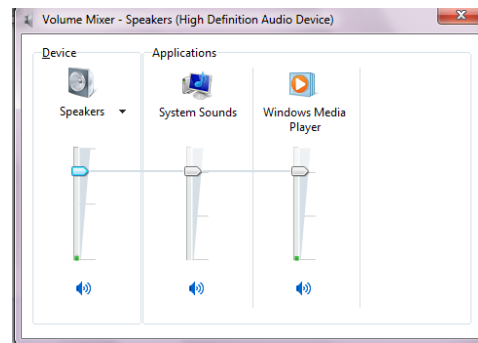 Volume Mixer - Speakers (High Definition Audio Device)
Device
Applications
Speakers
System Sounds
Windows Media
Player